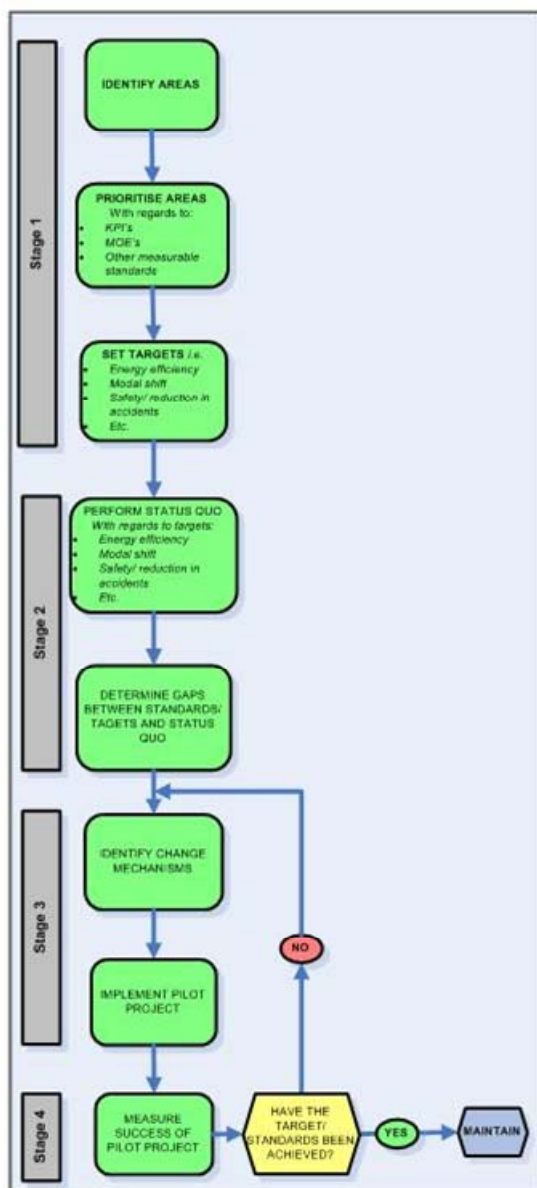 Stage 1
IDENTIFY AREAS
PRIORITISE AREAS
With regards to:
• KPI's
• MOE's
• Other measurable
standards
SET TARGETS i.e.
• Energy efficiency
• Modal shift
• Safety/ reduction in
accidents
• Etc.
Stage 2
PERFORM STATUS QUO
With regards to targets:
• Energy efficiency
• Modal shift
• Safety/ reduction in
accidents
• Etc.
DETERMINE GAPS
BETWEEN STANDARDS/
TAGETS AND STATUS
QUO
Stage 3
IDENTIFY CHANGE
MECHANISMS
IMPLEMENT PILOT
PROJECT
NO
Stage 4
MEASURE
SUCCESS OF
PILOT PROJECT
HAVE THE
TARGET/
STANDARDS BEEN
ACHIEVED?
YES
MAINTAIN